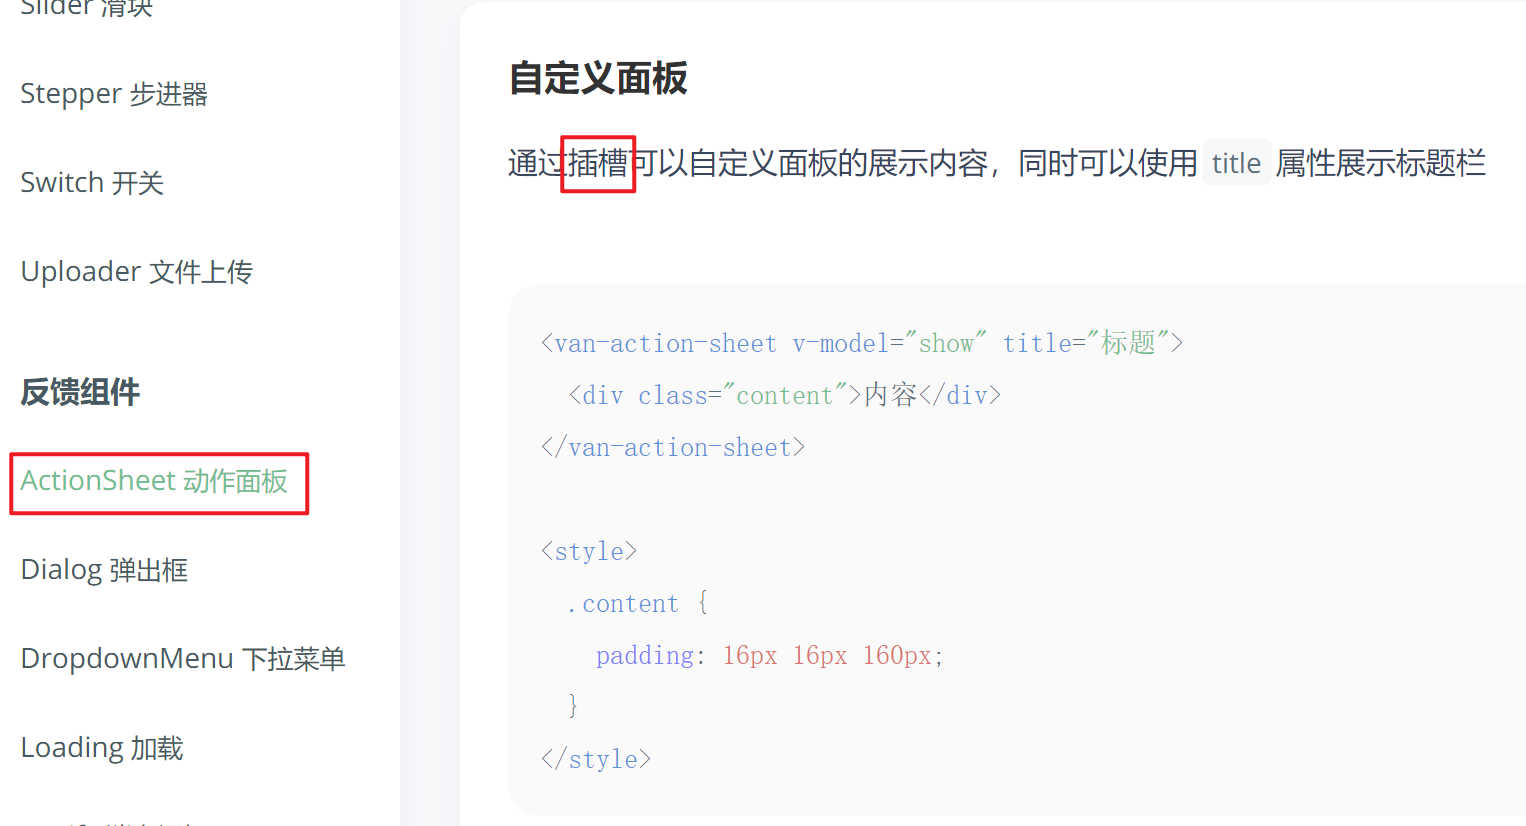 Slider 滑块
Stepper 步进器
Switch 开关
Uploader 文件上传
反馈组件
ActionSheet 动作面板
Dialog 弹出框
DropdownMenu 下拉菜单
Loading 加载
自定义面板
通过插槽可以自定义面板的展示内容，同时可以使用 title 属性展示标题栏
<van-action-sheet v-model="show" title="标题">
  <div class="content">内容</div>
</van-action-sheet>
<style>
  .content {
    padding: 16px 16px 160px;
  }
</style>